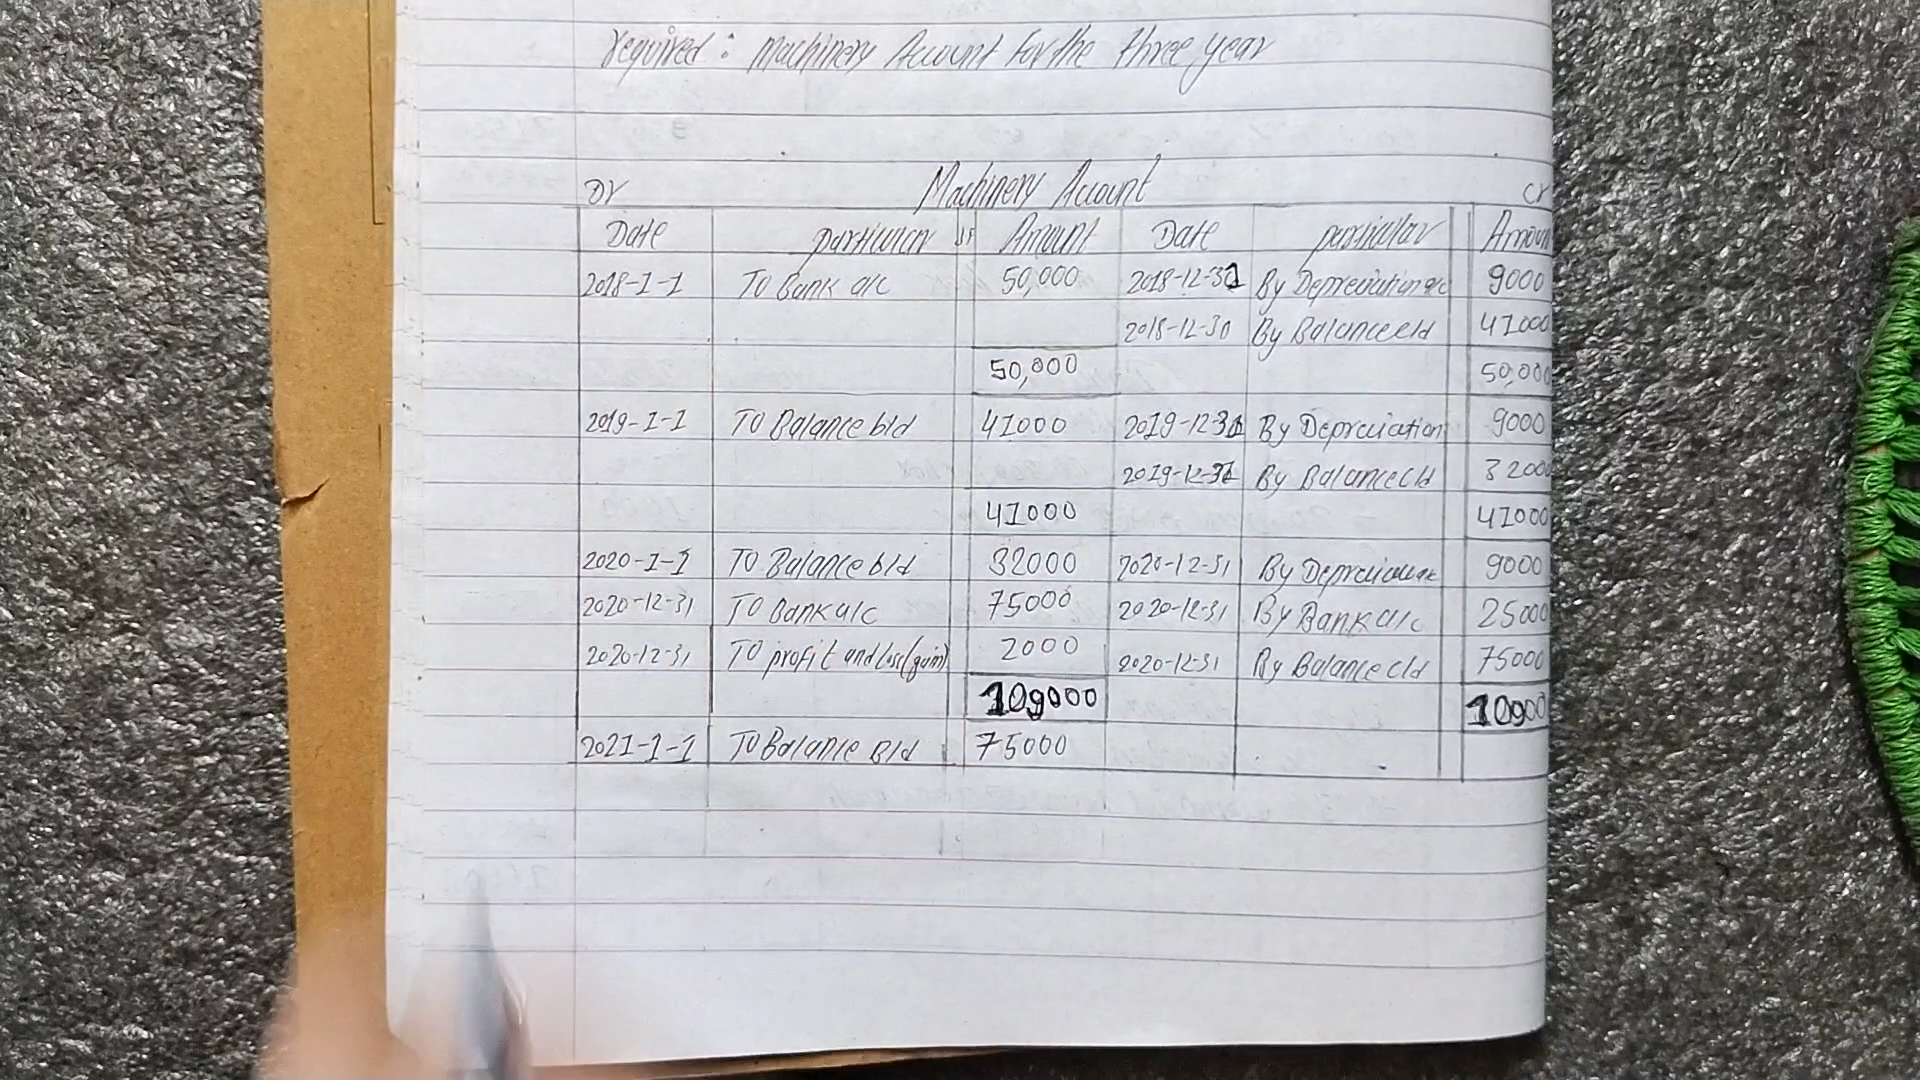 required : Machinery Account for the three year
Machinery Account
Dr Cr
Date particular Amount Date particular Amoun
2018-1-1 To Bank a/c 50,000 2018-12-31 By Depreciation a/c 9000
2018-12-30 By Balance c/d 41000
50,000 50,000
2019-1-1 To Balance b/d 41000 2019-12-31 By Depreciation 9000
2019-12-31 By Balance c/d 32000
41000 41000
2020-1-1 To Balance b/d 32000 2020-12-31 By 9000
2020-12-31 To Bank a/c 75000 2020-12-31 By Bank a/c 25000
2020-12-31 To profit and loss (gain) 2000 2020-12-31 By Balance c/d 75000
109000 10900
2021-1-1 To Balance B/d 75000